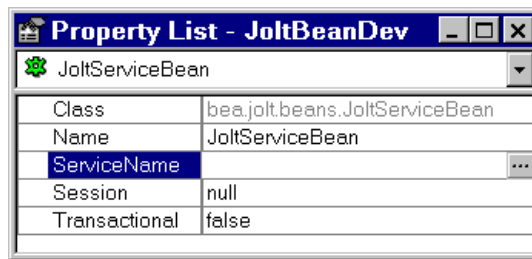 Property List - JoltBeanDev
JoltServiceBean
Class bea.jolt.beans.JoltServiceBean
Name JoltServiceBean
ServiceName ...
Session null
Transactional false